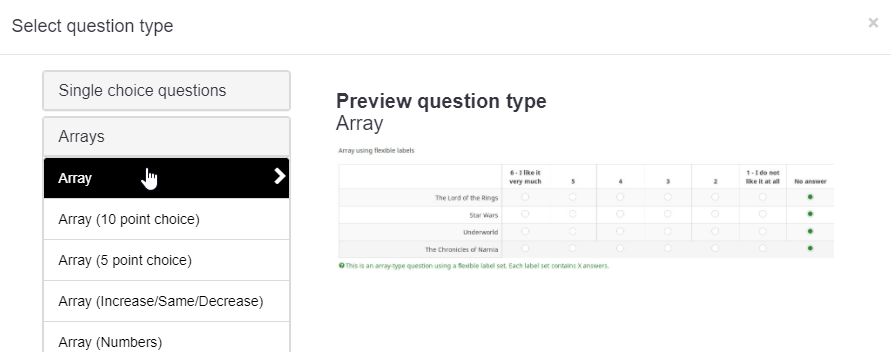 Select question type
×
Single choice questions
Arrays
Array
Array (10 point choice)
Array (5 point choice)
Array (Increase/Same/Decrease)
Array (Numbers)
Preview question type
Array
Array using flexible labels
6 - I like it very much 5 4 3 2 1 - I do not like it at all No answer
The Lord of the Rings
Star Wars
Underworld
The Chronicles of Narnia
This is an array-type question using a flexible label set. Each label set contains X answers.